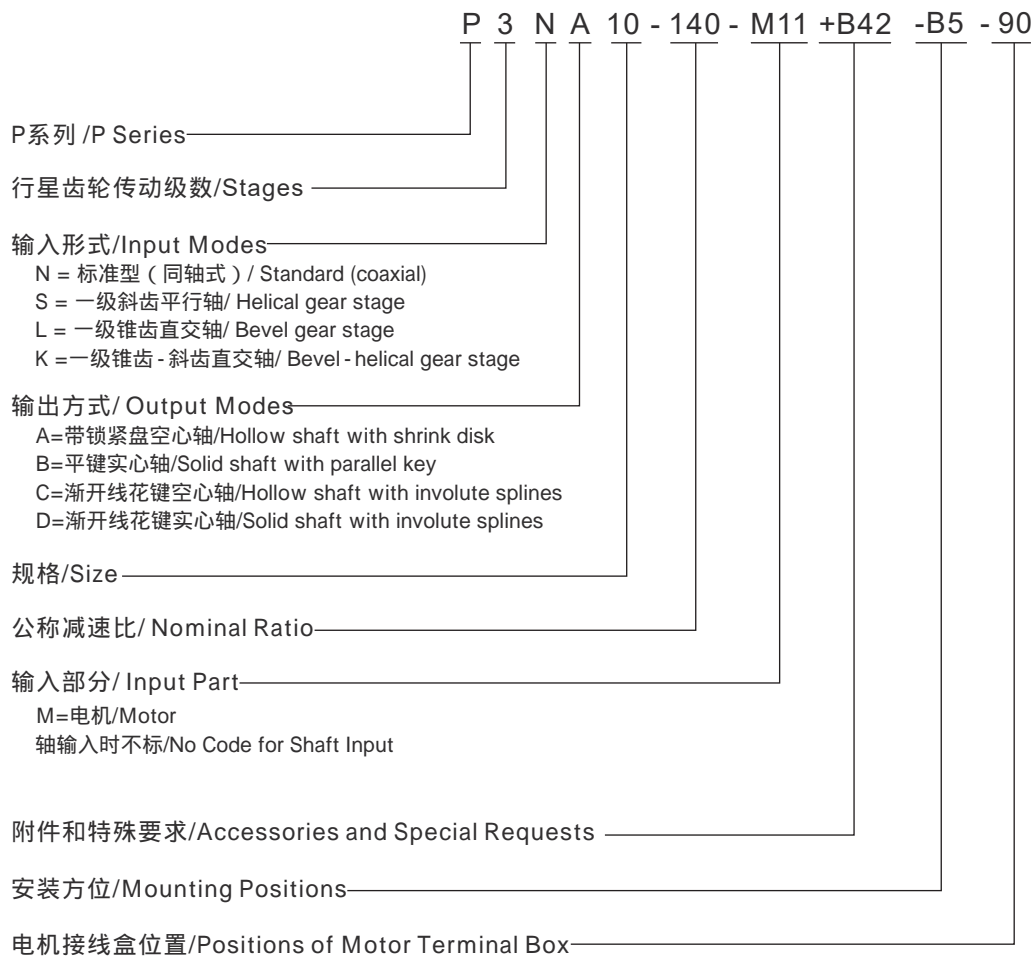 P 3 N A 10 - 140 - M11 +B42 -B5 - 90
P系列 /P Series
行星齿轮传动级数/Stages
输入形式/Input Modes
N = 标准型（同轴式）/ Standard (coaxial)
S = 一级斜齿平行轴/ Helical gear stage
L = 一级锥齿直交轴/ Bevel gear stage
K =一级锥齿 - 斜齿直交轴/ Bevel - helical gear stage
输出方式/ Output Modes
A=带锁紧盘空心轴/Hollow shaft with shrink disk
B=平键实心轴/Solid shaft with parallel key
C=渐开线花键空心轴/Hollow shaft with involute splines
D=渐开线花键实心轴/Solid shaft with involute splines
规格/Size
公称减速比/ Nominal Ratio
输入部分/ Input Part
M=电机/Motor
轴输入时不标/No Code for Shaft Input
附件和特殊要求/Accessories and Special Requests
安装方位/Mounting Positions
电机接线盒位置/Positions of Motor Terminal Box